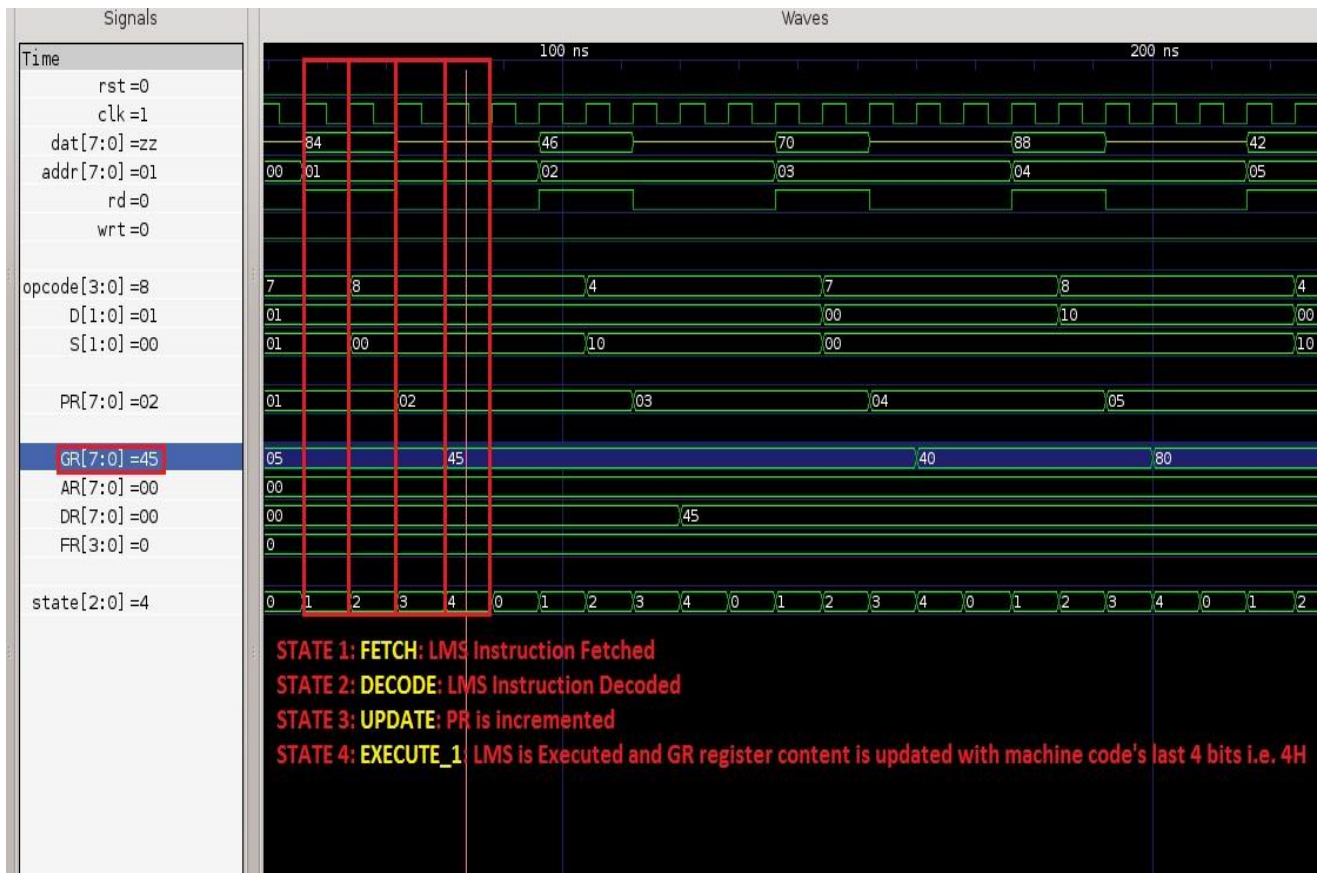 Signals Waves
Time 100 ns 200 ns
rst=0
clk=1
dat[7:0]=zz 84 46 70 88 42
addr[7:0]=01 00 01 02 03 04 05
rd=0
wrt=0
opcode[3:0]=8 7 8 4 7 8 4
D[1:0]=01 01 00 10 00
S[1:0]=00 01 00 10 00 10
PR[7:0]=02 01 02 03 04 05
GR[7:0]=45 05 45 40 80
AR[7:0]=00 00
DR[7:0]=00 00 45
FR[3:0]=0 0
state[2:0]=4 0 1 2 3 4 0 1 2 3 4 0 1 2 3 4 0 1 2 3 4 0 1 2
STATE 1: FETCH: LMS Instruction Fetched
STATE 2: DECODE: LMS Instruction Decoded
STATE 3: UPDATE: PR is incremented
STATE 4: EXECUTE_1: LMS is Executed and GR register content is updated with machine code's last 4 bits i.e. 4H